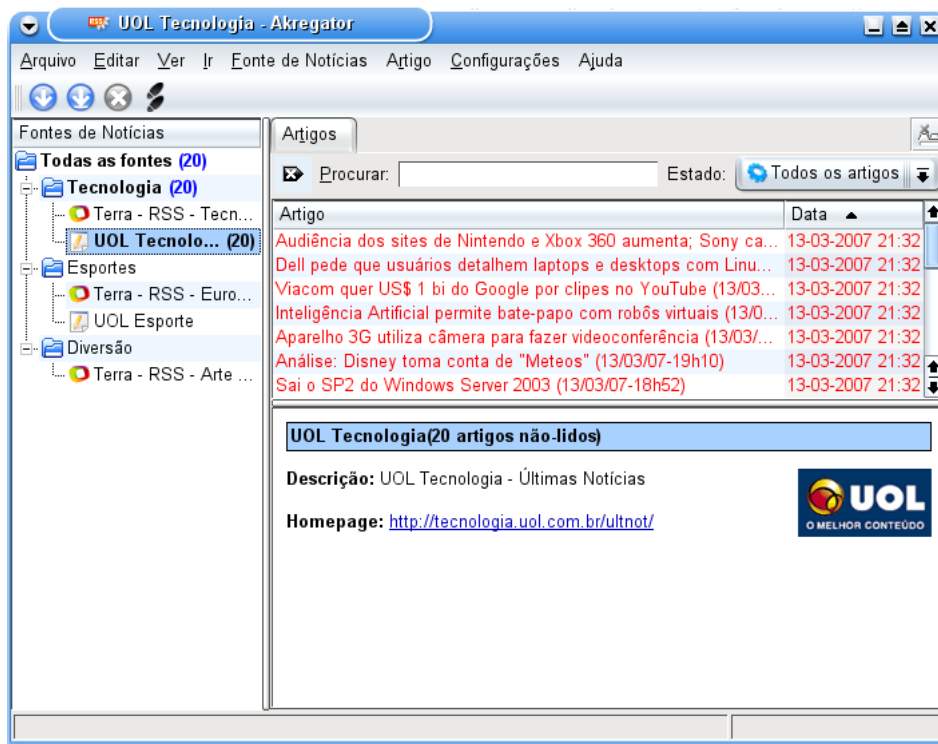 UOL Tecnologia - Akregator
Arquivo Editar Ver Ir Fonte de Notícias Artigo Configurações Ajuda
Fontes de Notícias
Todas as fontes (20)
Tecnologia (20)
Terra - RSS - Tecn...
UOL Tecnolo... (20)
Esportes
Terra - RSS - Euro...
UOL Esporte
Diversão
Terra - RSS - Arte ...
Artigos
Procurar: Estado: Todos os artigos
Artigo Data
Audiência dos sites de Nintendo e Xbox 360 aumenta; Sony ca... 13-03-2007 21:32
Dell pede que usuários detalhem laptops e desktops com Linu... 13-03-2007 21:32
Viacom quer US$ 1 bi do Google por clipes no YouTube (13/03... 13-03-2007 21:32
Inteligência Artificial permite bate-papo com robôs virtuais (13/0... 13-03-2007 21:32
Aparelho 3G utiliza câmera para fazer videoconferência (13/03/... 13-03-2007 21:32
Análise: Disney toma conta de "Meteos" (13/03/07-19h10) 13-03-2007 21:32
Sai o SP2 do Windows Server 2003 (13/03/07-18h52) 13-03-2007 21:32
UOL Tecnologia(20 artigos não-lidos)
Descrição: UOL Tecnologia - Últimas Notícias
Homepage: http://tecnologia.uol.com.br/ultnot/
UOL
O MELHOR CONTEÚDO